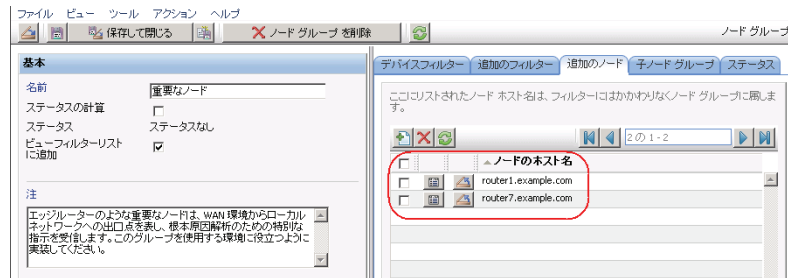 ファイル ビュー ツール アクション ヘルプ
保存して閉じる ノード グループ を削除 ノード グループ
基本
名前 重要なノード
ステータスの計算
ステータス ステータスなし
ビューフィルターリスト
に追加
注
エッジルーターのような重要なノードは、WAN 環境からローカル
ネットワークへの出口点を表し、根本原因解析のための特別な
指示を受信します。このグループを使用する環境に役立つように
実装してください。
デバイスフィルター 追加のフィルター 追加のノード 子ノード グループ ステータス
ここにリストされたノード ホスト名は、フィルターにはかかわりなくノード グループに属しま
す。
2 の 1 - 2
ノードのホスト名
router1.example.com
router7.example.com